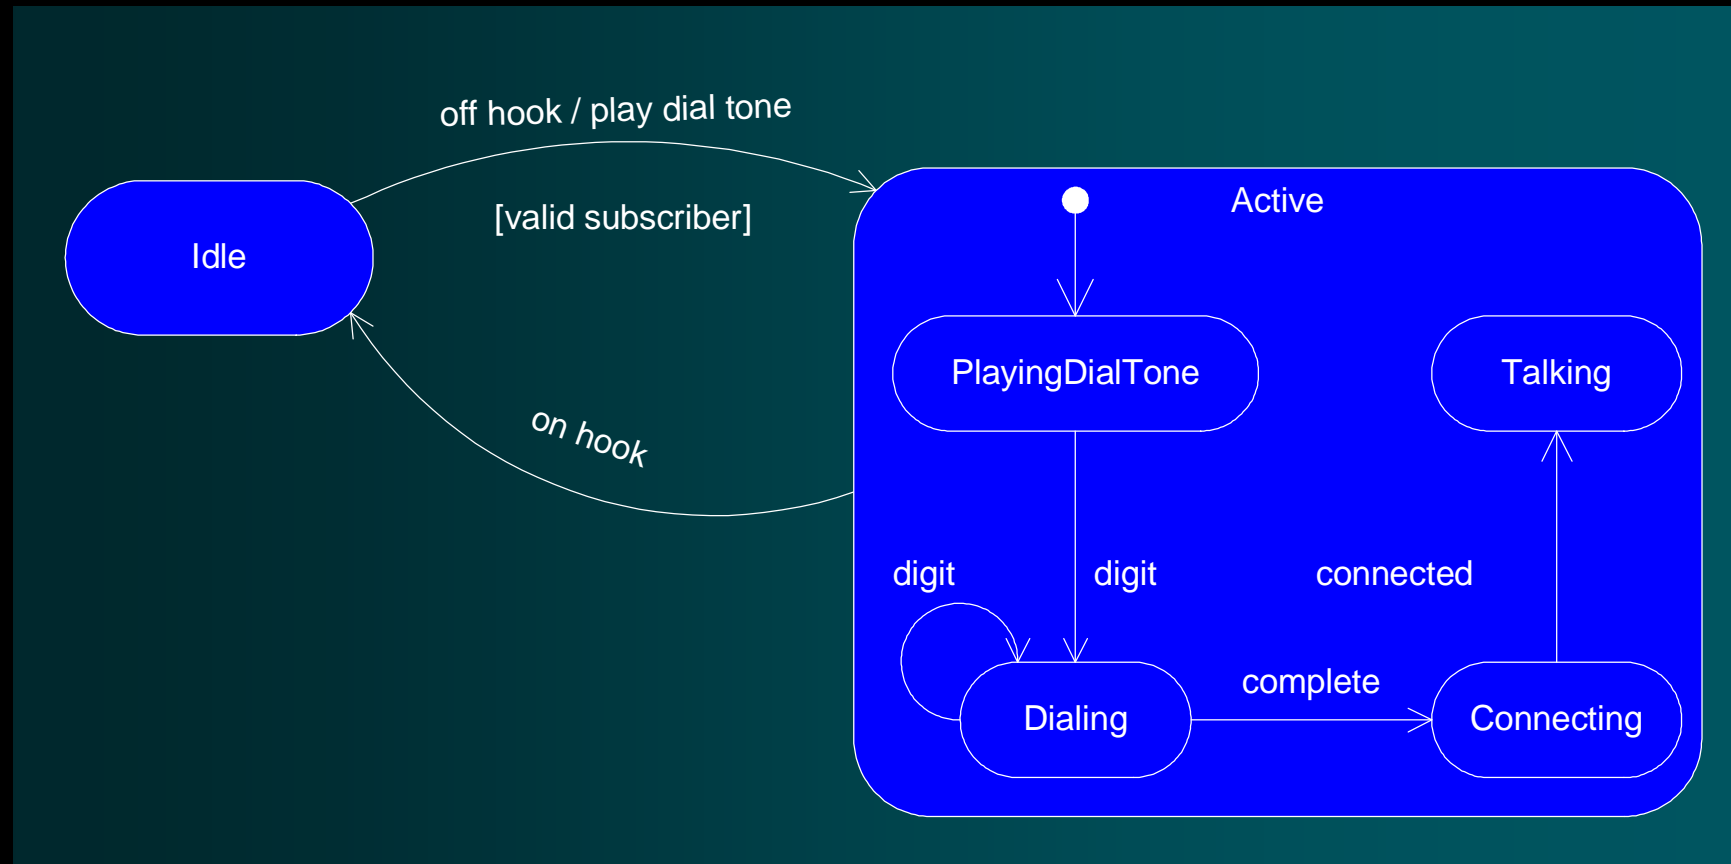 off hook / play dial tone
[valid subscriber]
Active
Idle
PlayingDialTone
Talking
on hook
digit
digit
connected
complete
Dialing
Connecting